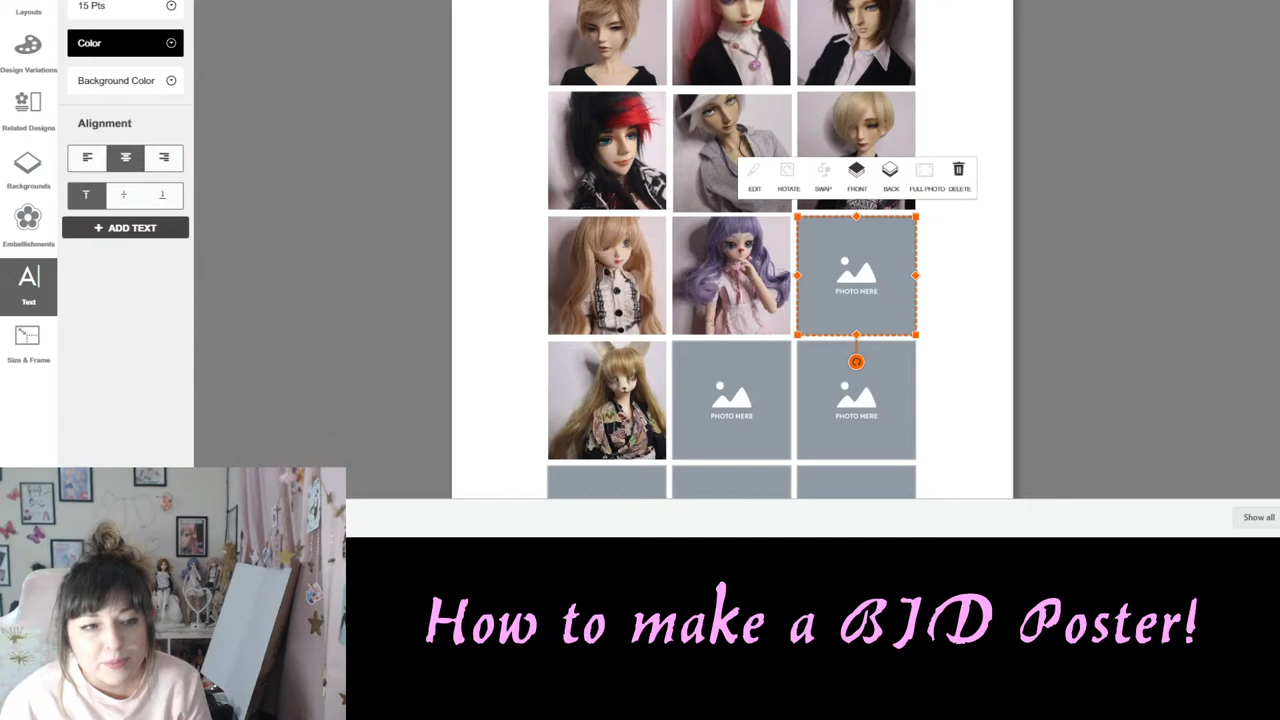 Layouts
15 Pts
Color
Background Color
Design Variations
Related Designs
Alignment
Backgrounds
Embellishments
+ ADD TEXT
A
Text
Size & Frame
EDIT
ROTATE
SWAP
FRONT
BACK
FULL PHOTO
DELETE
PHOTO HERE
PHOTO HERE
PHOTO HERE
Show all
How to make a BJD Poster!